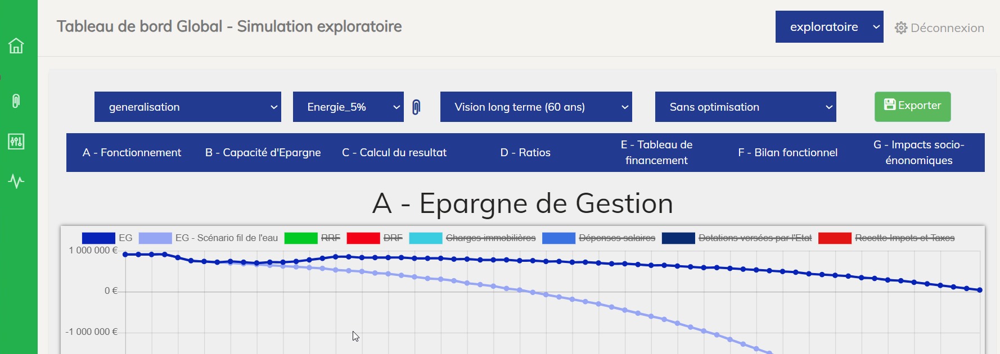 Tableau de bord Global - Simulation exploratoire
exploratoire
Déconnexion
generalisation
Energie_5%
Vision long terme (60 ans)
Sans optimisation
Exporter
A - Fonctionnement
B - Capacité d'Epargne
C - Calcul du resultat
D - Ratios
E - Tableau de
financement
F - Bilan fonctionnel
G - Impacts socio-
énonomiques
A - Epargne de Gestion
EG
EG - Scénario fil de l'eau
RRF
DRF
Charges immobilières
Dépenses salaires
Dotations versées par l'Etat
Recette Impots et Taxes
1 000 000 €
0 €
-1 000 000 €